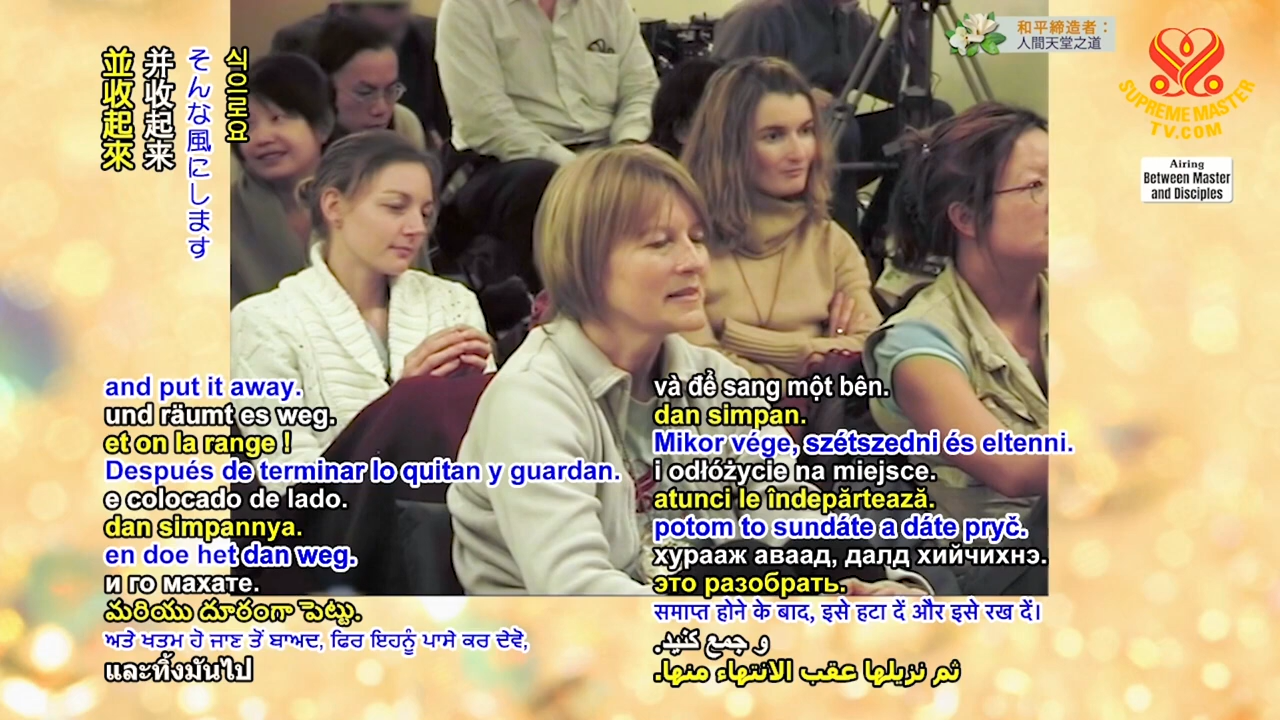 식으로요
そんな風にします
并收起来
並收起來
和平締造者：
人間天堂之道
SUPREME MASTER
TV.COM
Airing
Between Master
and Disciples
and put it away.
und räumt es weg.
et on la range !
Después de terminar lo quitan y guardan.
e colocado de lado.
dan simpannya.
en doe het dan weg.
и го махате.
మరియు దూరంగా పెట్టు.
ਅਤੇ ਖਤਮ ਹੋ ਜਾਣ ਤੋਂ ਬਾਅਦ, ਫਿਰ ਇਹਨੂੰ ਪਾਸੇ ਕਰ ਦੇਵੋ,
และทิ้งมันไป
và để sang một bên.
dan simpan.
Mikor vége, szétszedni és eltenni.
i odłóżycie na miejsce.
atunci le îndepărtează.
potom to sundáte a dáte pryč.
хурааж аваад, далд хийчихнэ.
это разобрать.
समाप्त होने के बाद, इसे हटा दें और इसे रख दें।
و جمع کنید.
ثم نزيلها عقب الانتهاء منها.